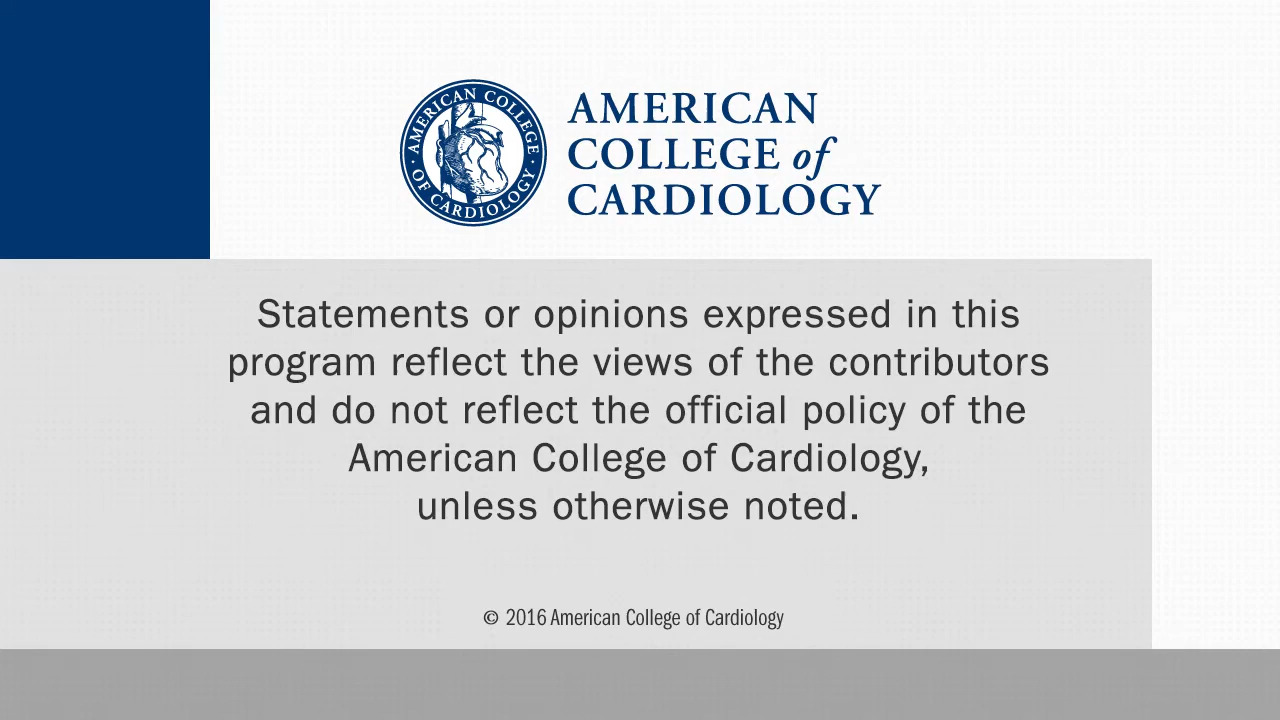 AMERICAN COLLEGE
OF CARDIOLOGY
AMERICAN
COLLEGE of
CARDIOLOGY
Statements or opinions expressed in this
program reflect the views of the contributors
and do not reflect the official policy of the
American College of Cardiology,
unless otherwise noted.
© 2016 American College of Cardiology